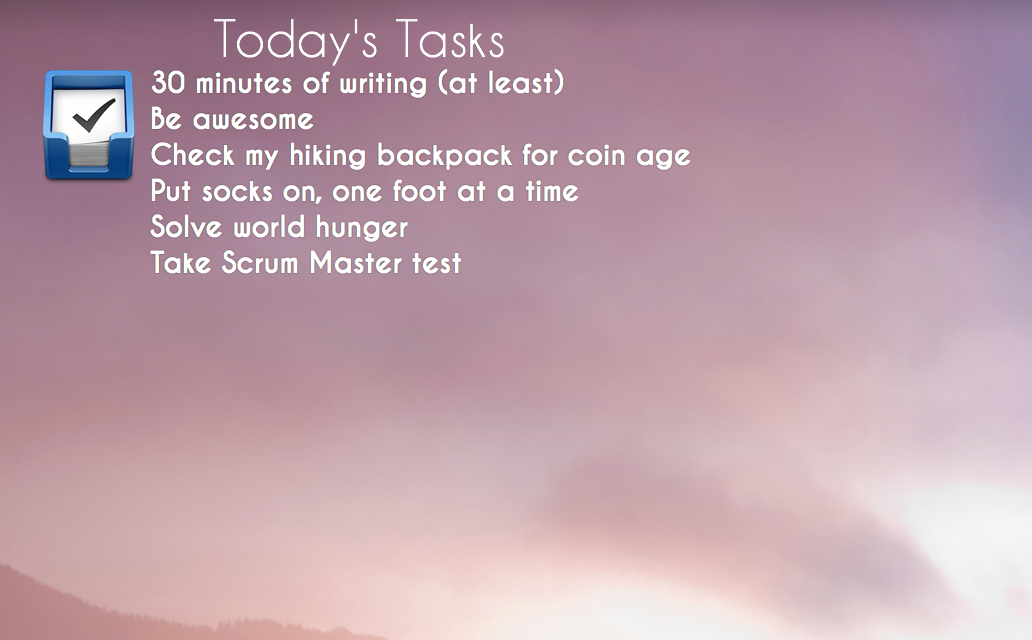 Today's Tasks
30 minutes of writing (at least)
Be awesome
Check my hiking backpack for coin age
Put socks on, one foot at a time
Solve world hunger
Take Scrum Master test